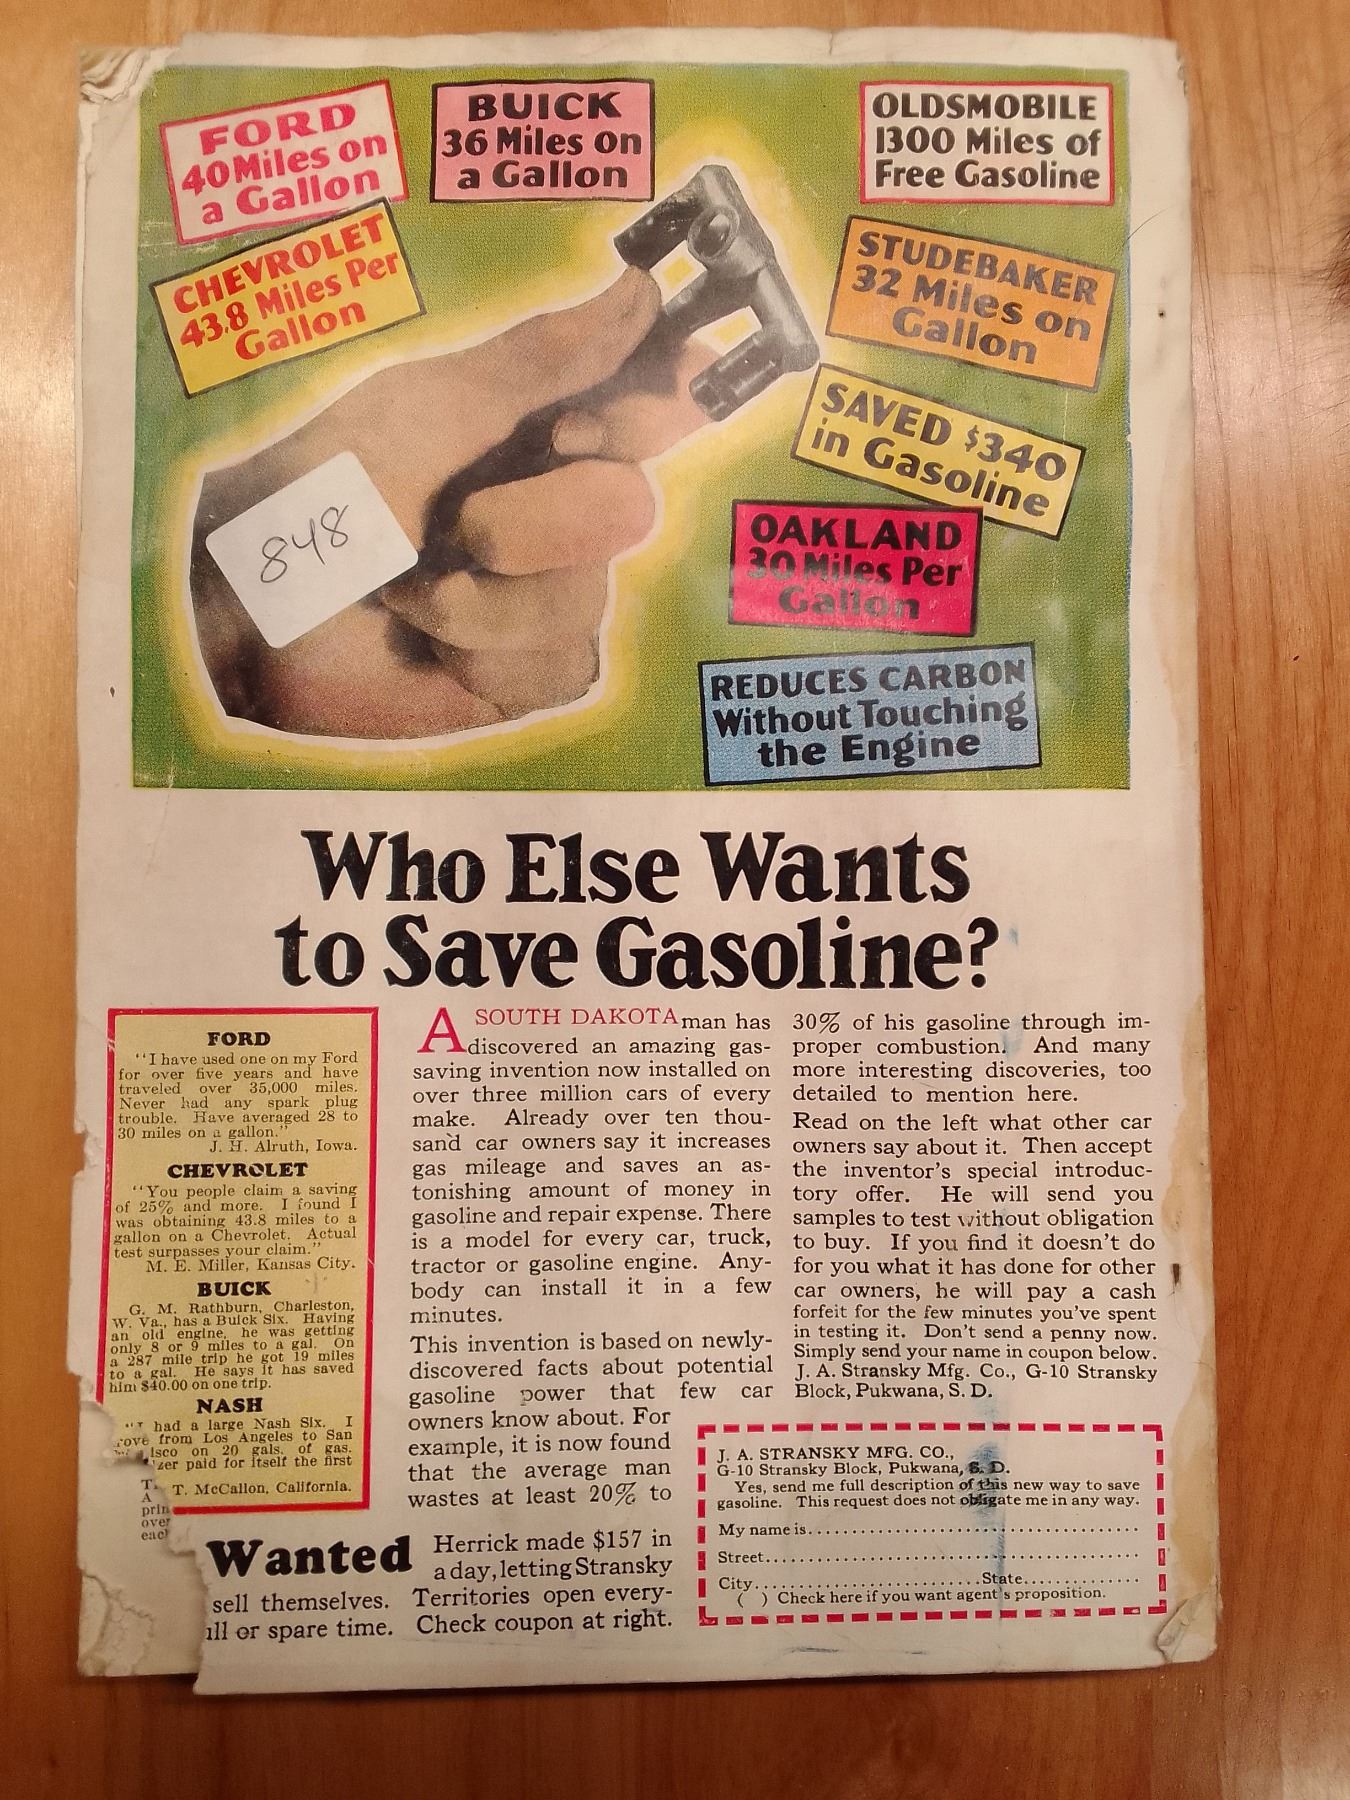 FORD
40 Miles on
a Gallon
BUICK
36 Miles on
a Gallon
OLDSMOBILE
1300 Miles of
Free Gasoline
CHEVROLET
43.8 Miles Per
Gallon
STUDEBAKER
32 Miles on
Gallon
SAVED $340
in Gasoline
848
OAKLAND
30 Miles Per
Gallon
REDUCES CARBON
Without Touching
the Engine
Who Else Wants
to Save Gasoline?
FORD
"I have used one on my Ford
for over five years and have
traveled over 35,000 miles.
Never had any spark plug
trouble. Have averaged 28 to
30 miles on a gallon."
J. H. Alruth, Iowa.
CHEVROLET
"You people claim a saving
of 25% and more. I found I
was obtaining 43.8 miles to a
gallon on a Chevrolet. Actual
test surpasses your claim."
M. E. Miller, Kansas City.
BUICK
G. M. Rathburn, Charleston,
W. Va., has a Buick Six. Having
an old engine, he was getting
only 8 or 9 miles to a gal. On
a 287 mile trip he got 19 miles
to a gal. He says it has saved
him $40.00 on one trip.
NASH
"I had a large Nash Six. I
rove from Los Angeles to San
isco on 20 gals. of gas.
zer paid for itself the first
T. McCallon, California.
A
prin
over
each
A SOUTH DAKOTA man has
discovered an amazing gas-
saving invention now installed on
over three million cars of every
make. Already over ten thou-
sand car owners say it increases
gas mileage and saves an as-
tonishing amount of money in
gasoline and repair expense. There
is a model for every car, truck,
tractor or gasoline engine. Any-
body can install it in a few
minutes.
This invention is based on newly-
discovered facts about potential
gasoline power that few car
owners know about. For
example, it is now found
that the average man
wastes at least 20% to
30% of his gasoline through im-
proper combustion. And many
more interesting discoveries, too
detailed to mention here.
Read on the left what other car
owners say about it. Then accept
the inventor's special introduc-
tory offer. He will send you
samples to test without obligation
to buy. If you find it doesn't do
for you what it has done for other
car owners, he will pay a cash
forfeit for the few minutes you've spent
in testing it. Don't send a penny now.
Simply send your name in coupon below.
J. A. Stransky Mfg. Co., G-10 Stransky
Block, Pukwana, S. D.
Wanted
sell themselves.
ll or spare time.
Herrick made $157 in
a day, letting Stransky
Territories open every-
Check coupon at right.
J. A. STRANSKY MFG. CO.,
G-10 Stransky Block, Pukwana, S. D.
Yes, send me full description of this new way to save
gasoline. This request does not obligate me in any way.
My name is
Street
City State
( ) Check here if you want agent's proposition.